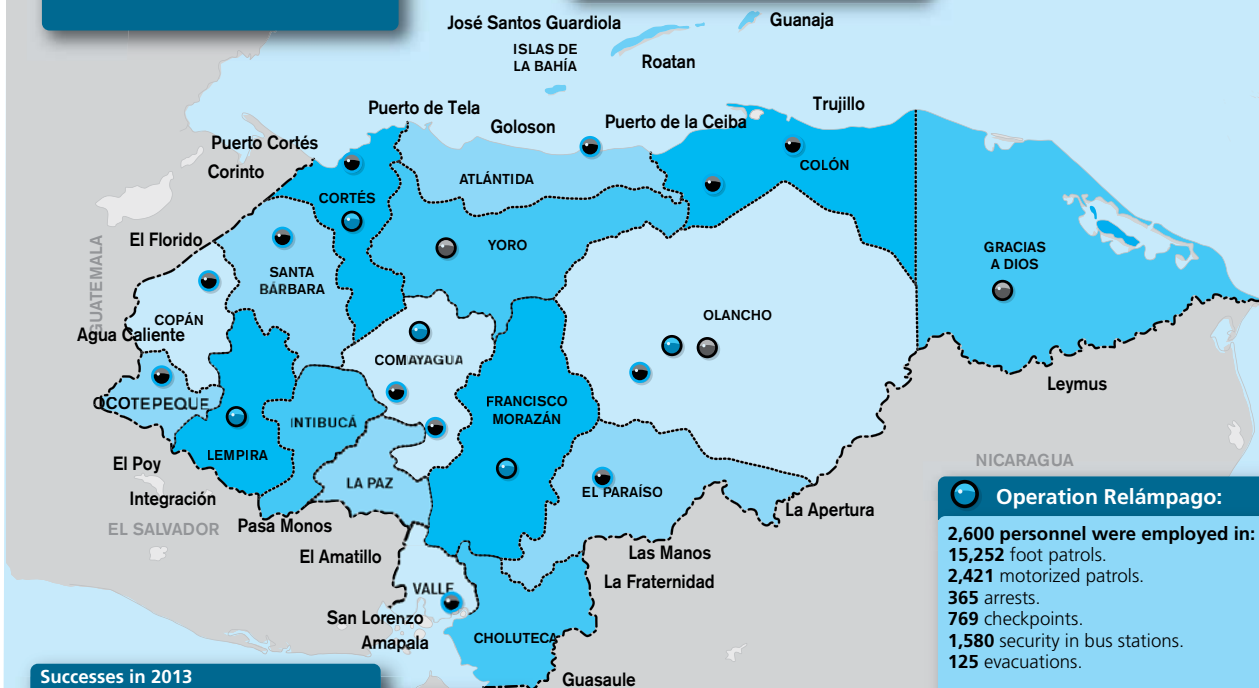 José Santos Guardiola
Guanaja
ISLAS DE
LA BAHÍA
Roatan
Puerto de Tela
Trujillo
Goloson
Puerto de la Ceiba
Puerto Cortés
Corinto
COLÓN
ATLÁNTIDA
CORTÉS
El Florido
YORO
GRACIAS
A DIOS
SANTA
BÁRBARA
GUATEMALA
COPÁN
OLANCHO
Agua Caliente
COMAYAGUA
Leymus
OCOTEPEQUE
FRANCISCO
MORAZÁN
INTIBUCÁ
LEMPIRA
El Poy
NICARAGUA
LA PAZ
EL PARAÍSO
Integración
La Apertura
EL SALVADOR
Pasa Monos
El Amatillo
Las Manos
La Fraternidad
VALLE
San Lorenzo
Amapala
CHOLUTECA
Guasaule
Operation Relámpago:
2,600 personnel were employed in:
15,252 foot patrols.
2,421 motorized patrols.
365 arrests.
769 checkpoints.
1,580 security in bus stations.
125 evacuations.
Successes in 2013